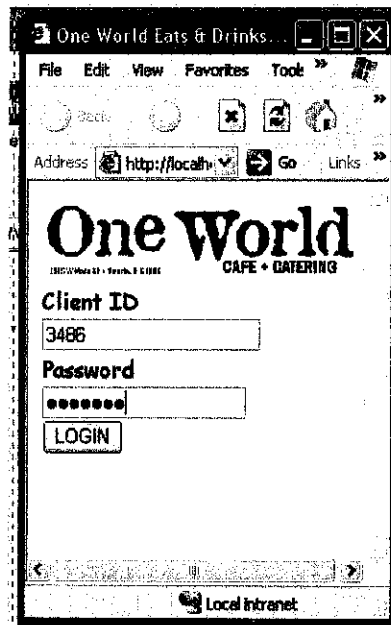 One World Eats & Drinks...
File Edit View Favorites Tools »
Back »
Address http://localh Go Links »
One World
CAFE + CATERING
Client ID
3486
Password
●●●●●●●
LOGIN
Local intranet